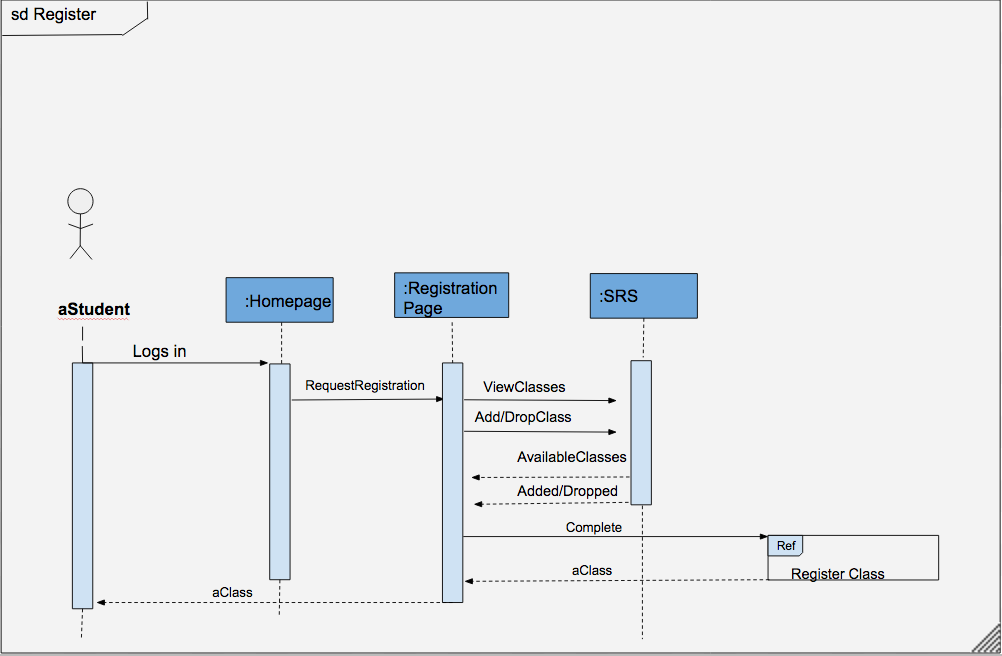 sd Register
aStudent
:Homepage
:Registration
Page
:SRS
Logs in
RequestRegistration
ViewClasses
Add/DropClass
AvailableClasses
Added/Dropped
Complete
Ref
Register Class
aClass
aClass